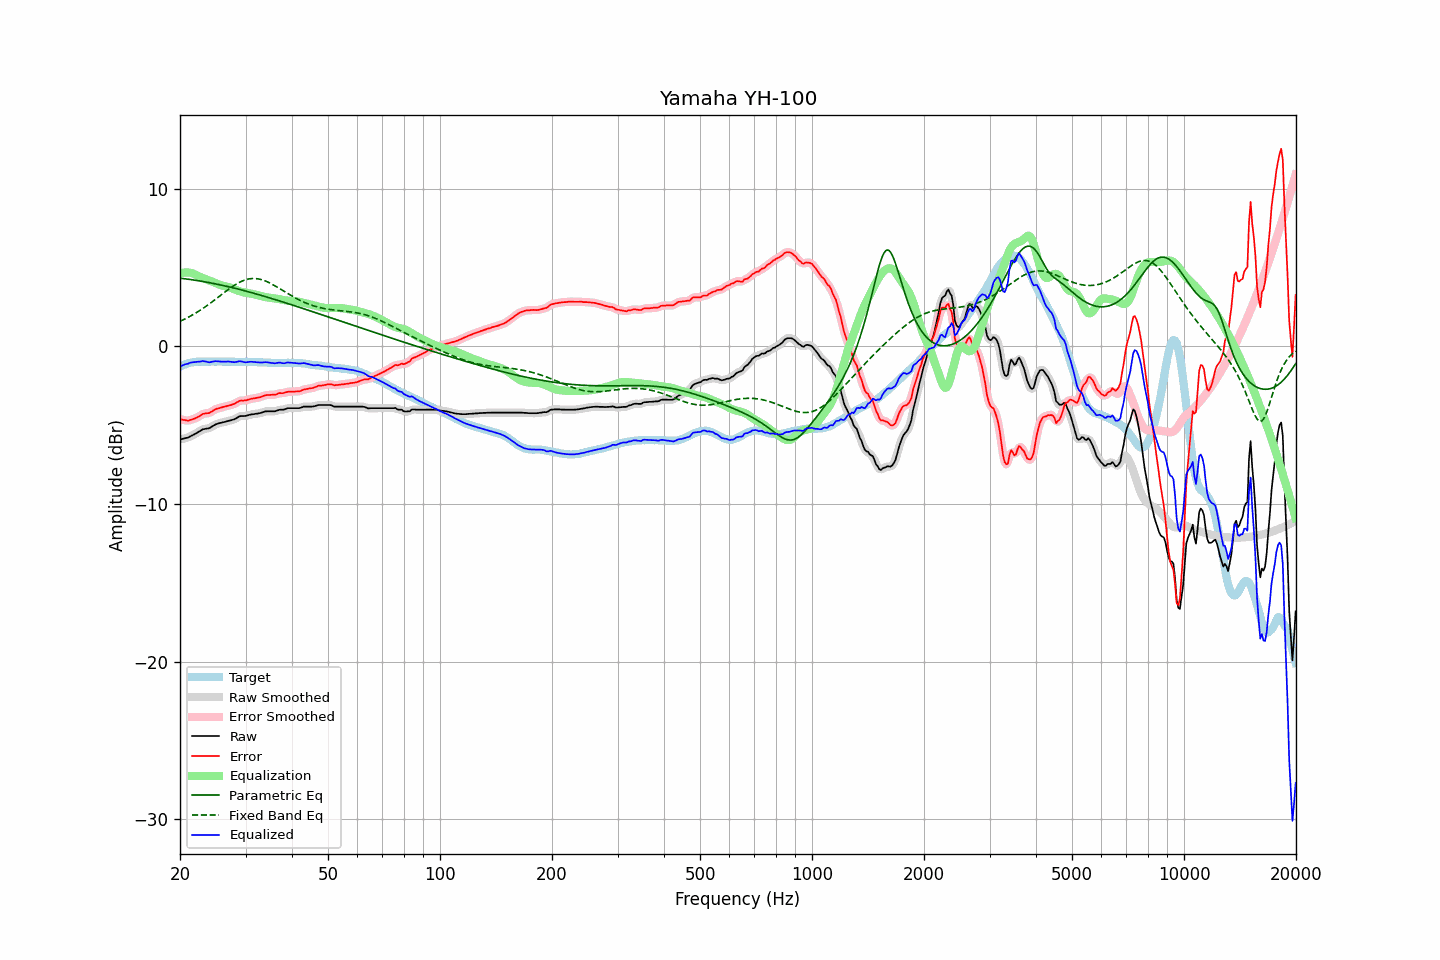 Yamaha YH-100
Amplitude (dBr)
10
0
−10
−20
−30
Target
Raw Smoothed
Error Smoothed
Raw
Error
Equalization
Parametric Eq
Fixed Band Eq
Equalized
20 50 100 200 500 1000 2000 5000 10000 20000
Frequency (Hz)